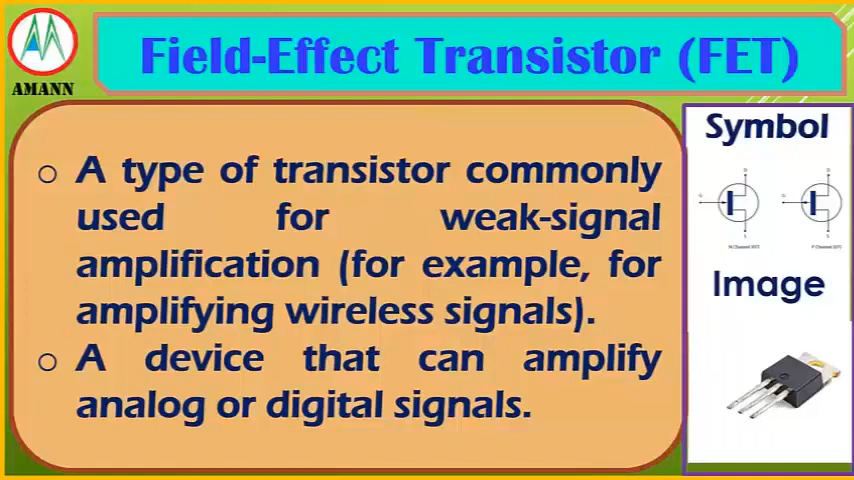 AMANN
Field-Effect Transistor (FET)
A type of transistor commonly
used for weak-signal
amplification (for example, for
amplifying wireless signals).
A device that can amplify
analog or digital signals.
Symbol
D D
G G
S S
Image